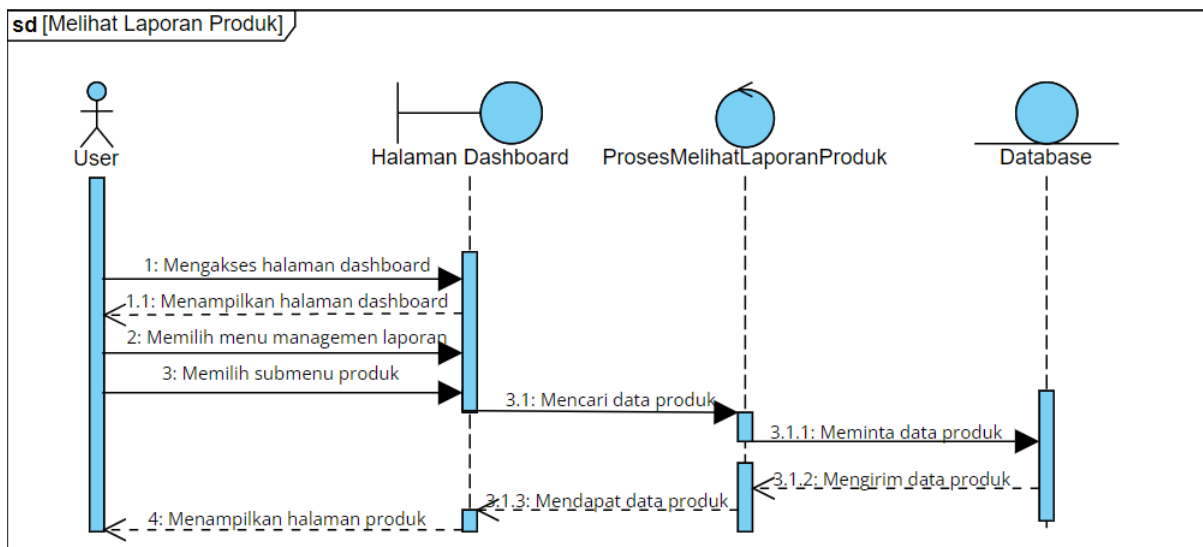 sd [Melihat Laporan Produk]
User
Halaman Dashboard
ProsesMelihatLaporanProduk
Database
1: Mengakses halaman dashboard
1.1: Menampilkan halaman dashboard
2: Memilih menu managemen laporan
3: Memilih submenu produk
3.1: Mencari data produk
3.1.1: Meminta data produk
3.1.2: Mengirim data produk
3.1.3: Mendapat data produk
4: Menampilkan halaman produk